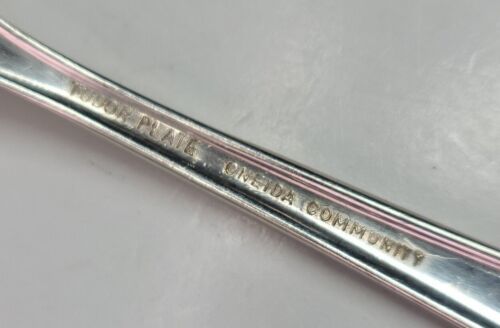 TUDOR PLATE ONEIDA COMMUNITY